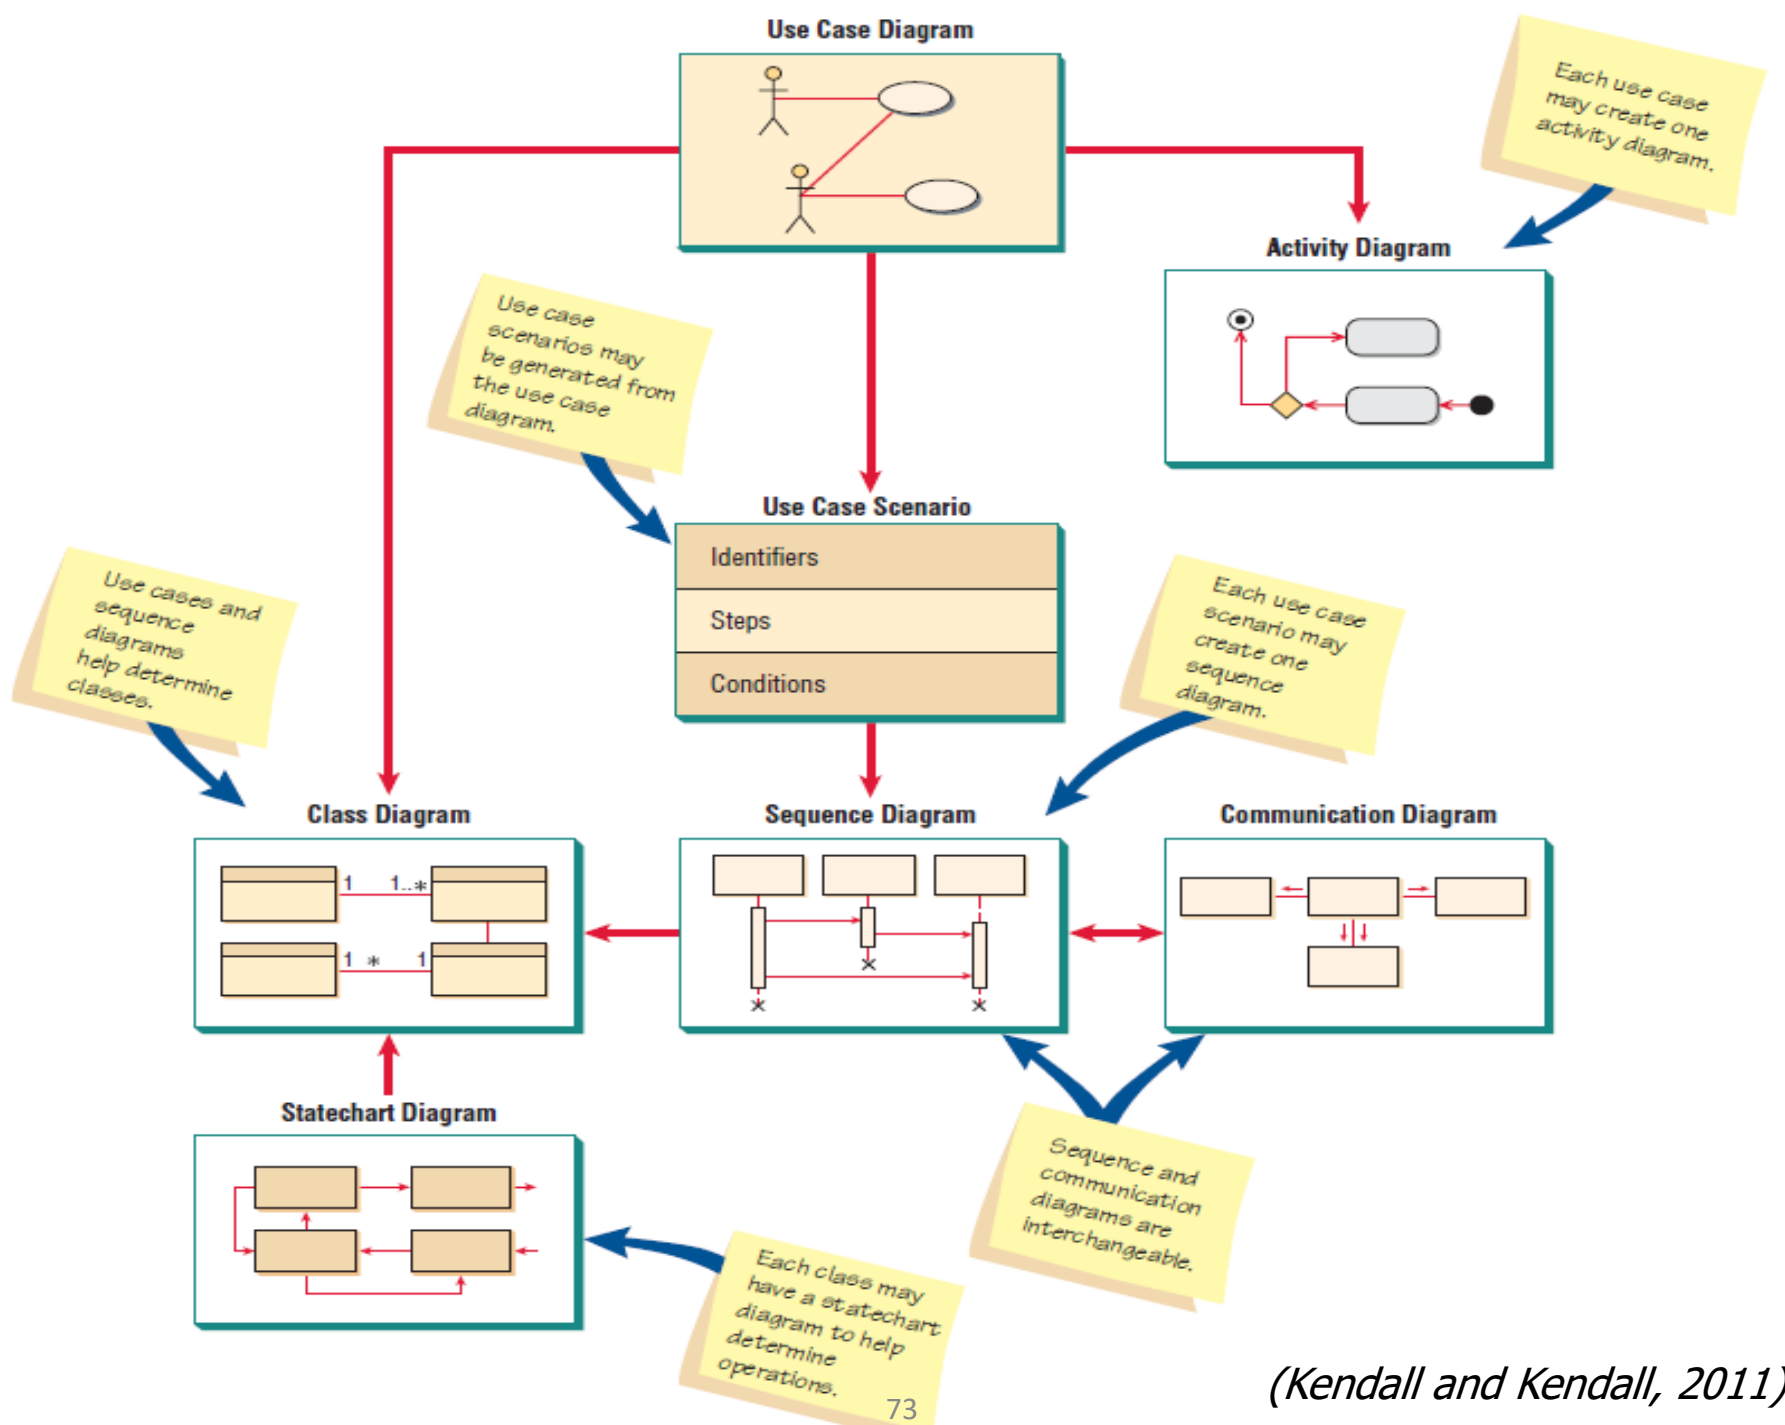 Use Case Diagram
Each use case
may create one
activity diagram.
Activity Diagram
Use case
scenarios may
be generated from
the use case
diagram.
Use Case Scenario
Identifiers
Steps
Conditions
Use cases and
sequence
diagrams
help determine
classes.
Each use case
scenario may
create one
sequence
diagram.
Class Diagram
1 1..*
1 * 1
Sequence Diagram
Communication Diagram
Statechart Diagram
Sequence and
communication
diagrams are
interchangeable.
Each class may
have a statechart
diagram to help
determine
operations.
73
(Kendall and Kendall, 2011)